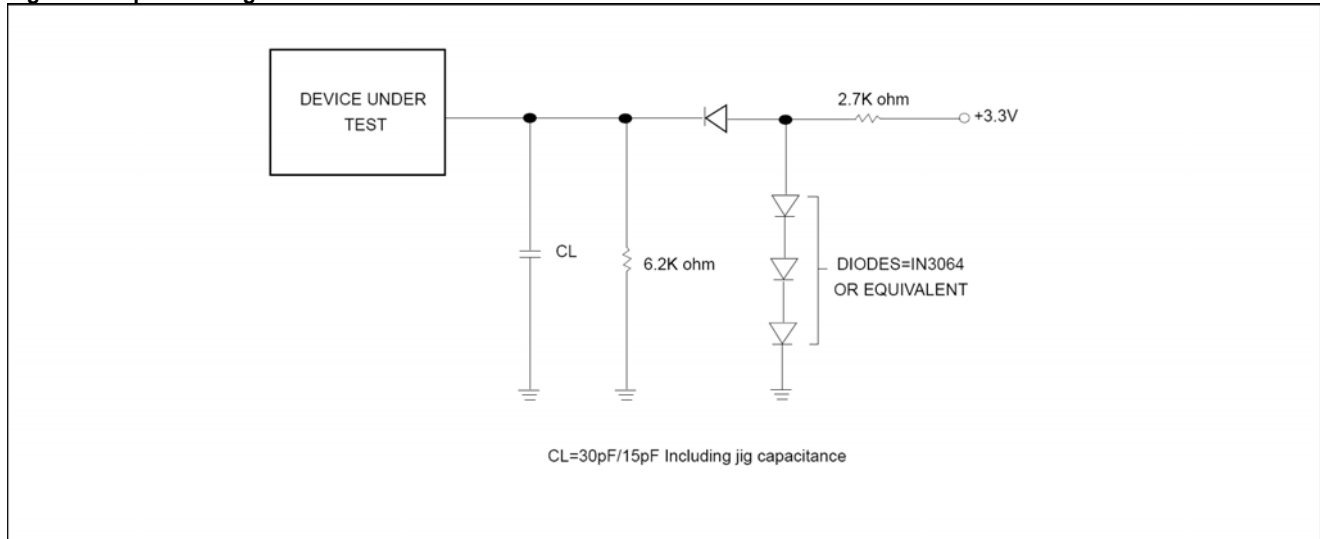 DEVICE UNDER
TEST
2.7K ohm
+3.3V
CL
6.2K ohm
DIODES=IN3064
OR EQUIVALENT
CL=30pF/15pF Including jig capacitance